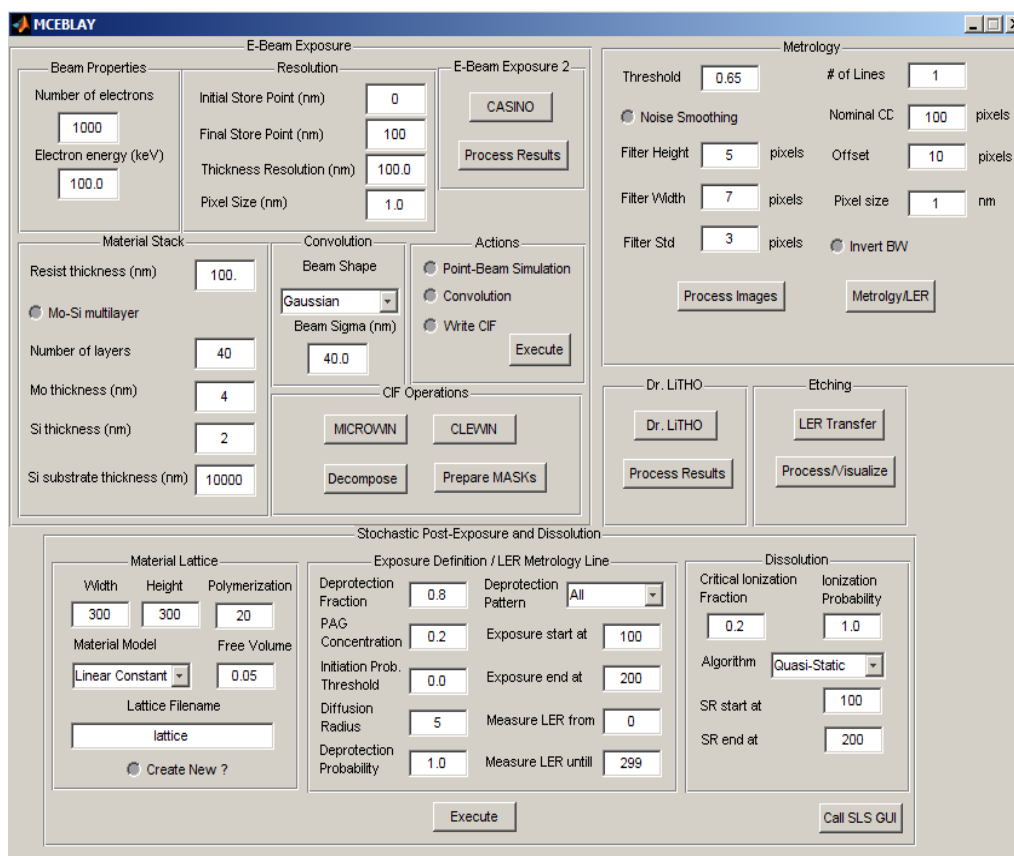 MCEBLAY
E-Beam Exposure
Beam Properties
Number of electrons
1000
Electron energy (keV)
100.0
Resolution
Initial Store Point (nm) 0
Final Store Point (nm) 100
Thickness Resolution (nm) 100.0
Pixel Size (nm) 1.0
E-Beam Exposure 2
CASINO
Process Results
Material Stack
Resist thickness (nm) 100.
Mo-Si multilayer
Number of layers 40
Mo thickness (nm) 4
Si thickness (nm) 2
Si substrate thickness (nm) 10000
Convolution
Beam Shape
Gaussian
Beam Sigma (nm)
40.0
Actions
Point-Beam Simulation
Convolution
Write CIF
Execute
CIF Operations
MICROWIN CLEWIN
Decompose Prepare MASKs
Metrology
Threshold 0.65 # of Lines 1
Noise Smoothing Nominal CD 100 pixels
Filter Height 5 pixels Offset 10 pixels
Filter Width 7 pixels Pixel size 1 nm
Filter Std 3 pixels Invert BW
Process Images Metrolgy/LER
Dr. LiTHO
Dr. LiTHO
Process Results
Etching
LER Transfer
Process/Visualize
Stochastic Post-Exposure and Dissolution
Material Lattice
Width Height Polymerization
300 300 20
Material Model Free Volume
Linear Constant 0.05
Lattice Filename
lattice
Create New ?
Exposure Definition / LER Metrology Line
Deprotection
Fraction 0.8
Deprotection
Pattern All
PAG
Concentration 0.2
Exposure start at 100
Initiation Prob.
Threshold 0.0
Exposure end at 200
Diffusion
Radius 5
Measure LER from 0
Deprotection
Probability 1.0
Measure LER untill 299
Dissolution
Critical Ionization
Fraction
0.2
Ionization
Probability
1.0
Algorithm Quasi-Static
SR start at 100
SR end at 200
Execute
Call SLS GUI